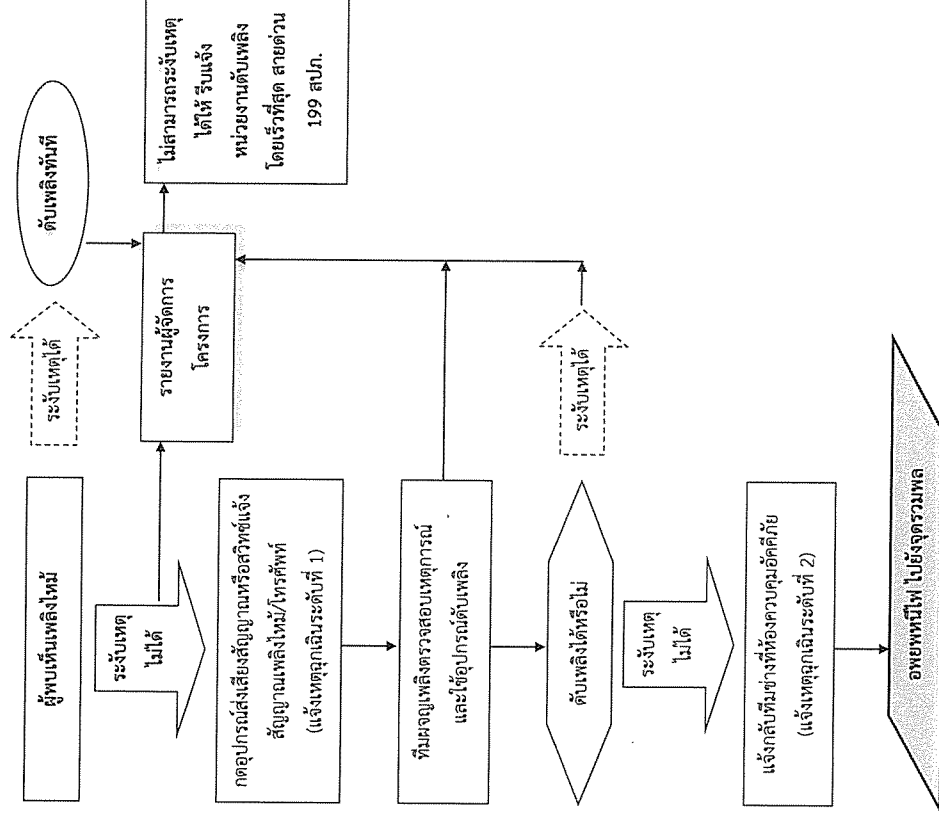 ผู้พบเห็นเพลิงไหม้
ระงับเหตุได้
ดับเพลิงทันที
ระงับเหตุ
ไม่ได้
รายงานผู้จัดการ
โครงการ
ไม่สามารถระงับเหตุ
ได้ให้ รีบแจ้ง
หน่วยงานดับเพลิง
โดยเร็วที่สุด สายด่วน
199 สปภ.
กดอุปกรณ์ส่งเสียงสัญญาณหรือสวิทซ์แจ้ง
สัญญาณเพลิงไหม้/โทรศัพท์
(แจ้งเหตุฉุกเฉินระดับที่ 1)
ทีมผจญเพลิงตรวจสอบเหตุการณ์
และใช้อุปกรณ์ดับเพลิง
ดับเพลิงได้หรือไม่
ระงับเหตุได้
ระงับเหตุ
ไม่ได้
แจ้งกลับทีมช่างที่ห้องควบคุมอัคคีภัย
(แจ้งเหตุฉุกเฉินระดับที่ 2)
อพยพหนีไฟ ไปยังจุดรวมพล